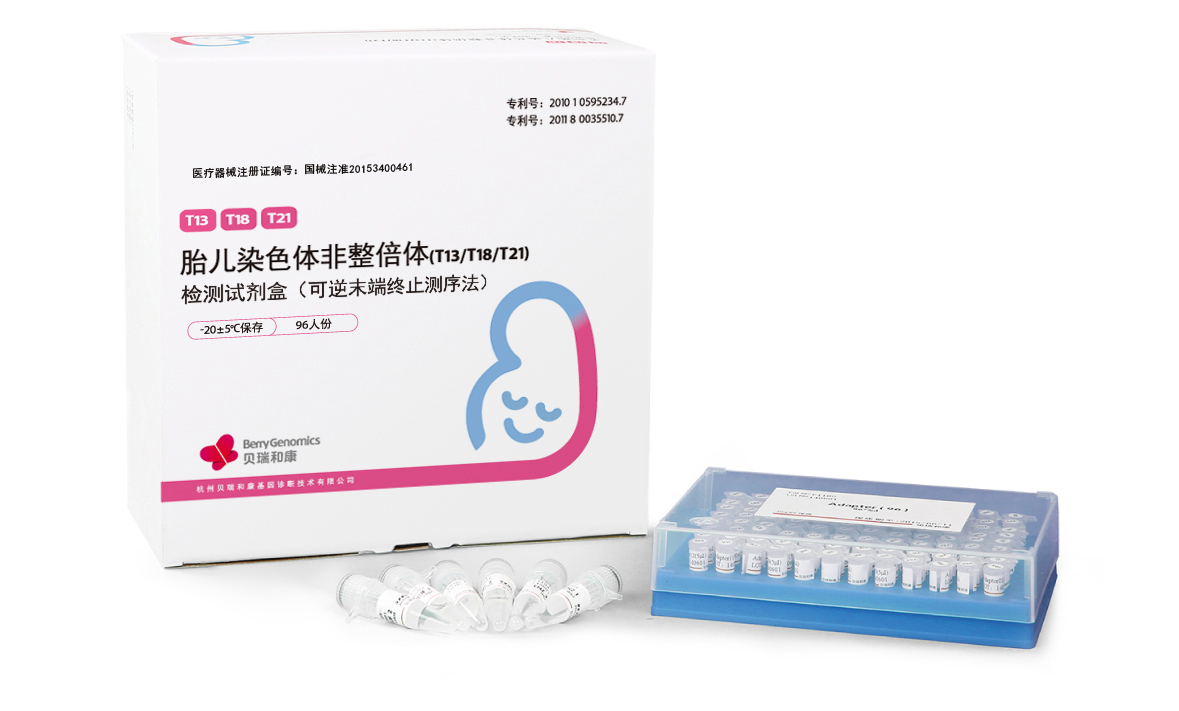 专利号：2010 1 0595234.7
专利号：2011 8 0035510.7
医疗器械注册证编号：国械注准20153400461
T13 T18 T21
胎儿染色体非整倍体(T13/T18/T21)
检测试剂盒（可逆末端终止测序法）
-20±5℃保存 96人份
BerryGenomics
贝瑞和康
杭州贝瑞和康基因诊断技术有限公司
Adapter(96)